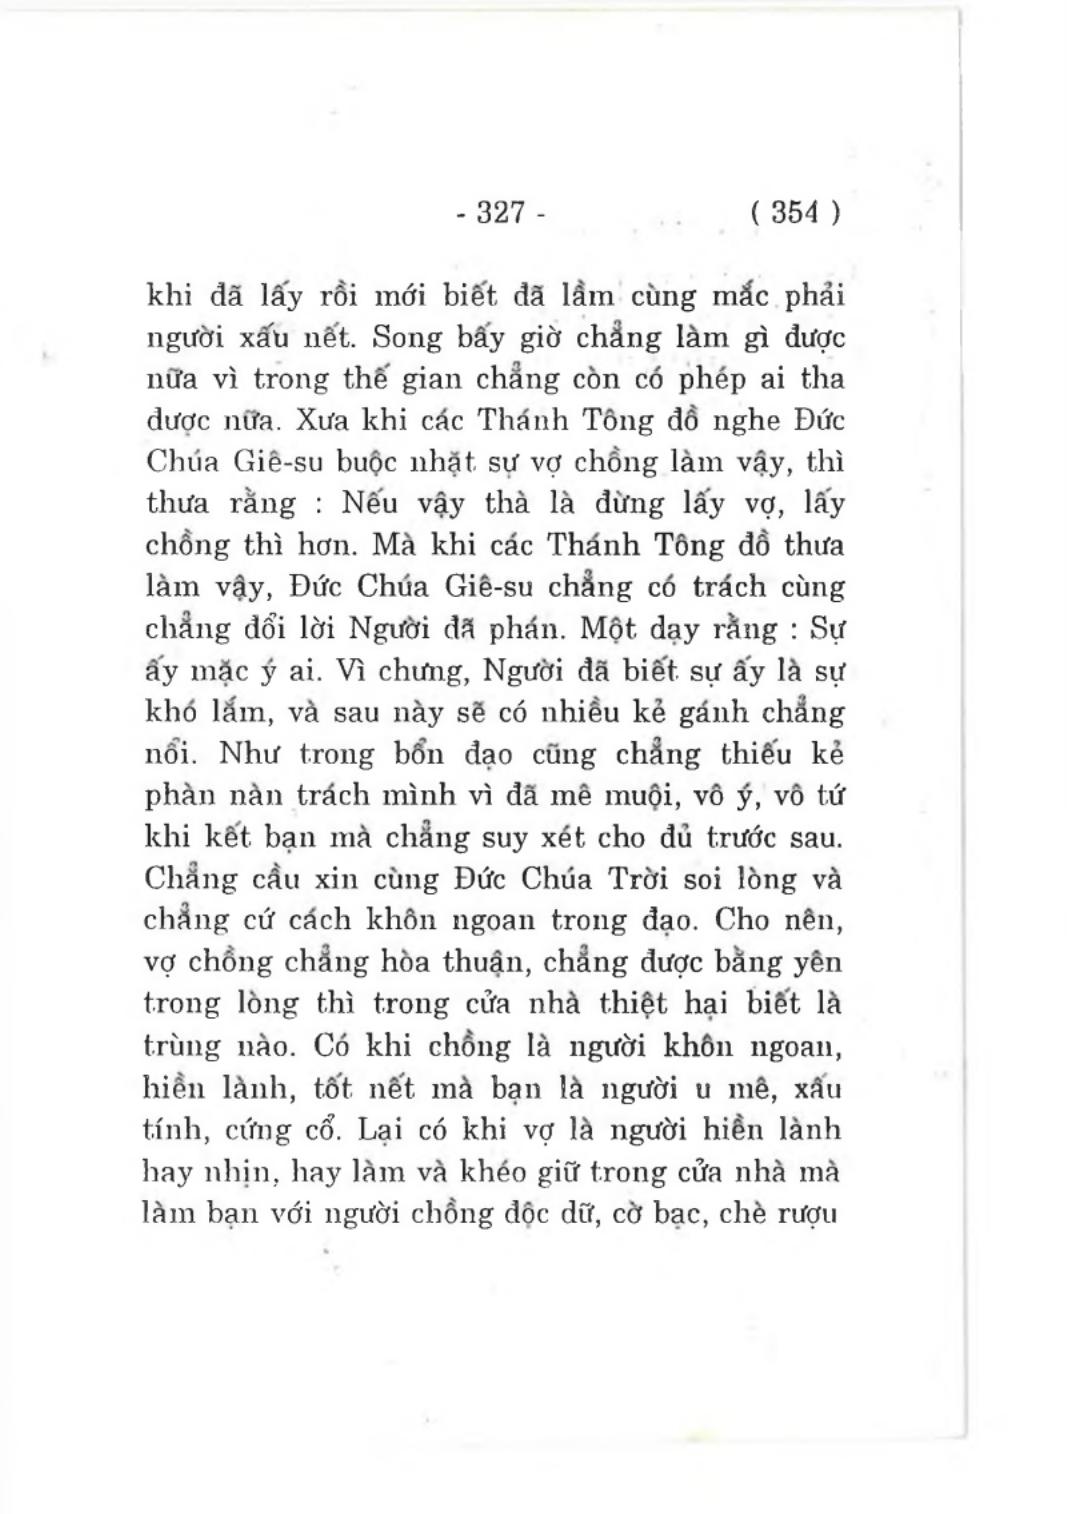 - 327 - ( 354 )
khi đã lấy rồi mới biết đã lầm cùng mắc phải
người xấu nết. Song bấy giờ chẳng làm gì được
nữa vì trong thế gian chẳng còn có phép ai tha
được nữa. Xưa khi các Thánh Tông đồ nghe Đức
Chúa Giê-su buộc nhặt sự vợ chồng làm vậy, thì
thưa rằng : Nếu vậy thà là đừng lấy vợ, lấy
chồng thì hơn. Mà khi các Thánh Tông đồ thưa
làm vậy, Đức Chúa Giê-su chẳng có trách cùng
chẳng đổi lời Người đã phán. Một dạy rằng : Sự
ấy mặc ý ai. Vì chưng, Người đã biết sự ấy là sự
khó lắm, và sau này sẽ có nhiều kẻ gánh chẳng
nổi. Như trong bổn đạo cũng chẳng thiếu kẻ
phàn nàn trách mình vì đã mê muội, vô ý, vô tứ
khi kết bạn mà chẳng suy xét cho đủ trước sau.
Chẳng cầu xin cùng Đức Chúa Trời soi lòng và
chẳng cứ cách khôn ngoan trong đạo. Cho nên,
vợ chồng chẳng hòa thuận, chẳng được bằng yên
trong lòng thì trong cửa nhà thiệt hại biết là
trùng nào. Có khi chồng là người khôn ngoan,
hiền lành, tốt nết mà bạn là người u mê, xấu
tính, cứng cổ. Lại có khi vợ là người hiền lành
hay nhịn, hay làm và khéo giữ trong cửa nhà mà
làm bạn với người chồng độc dữ, cờ bạc, chè rượu